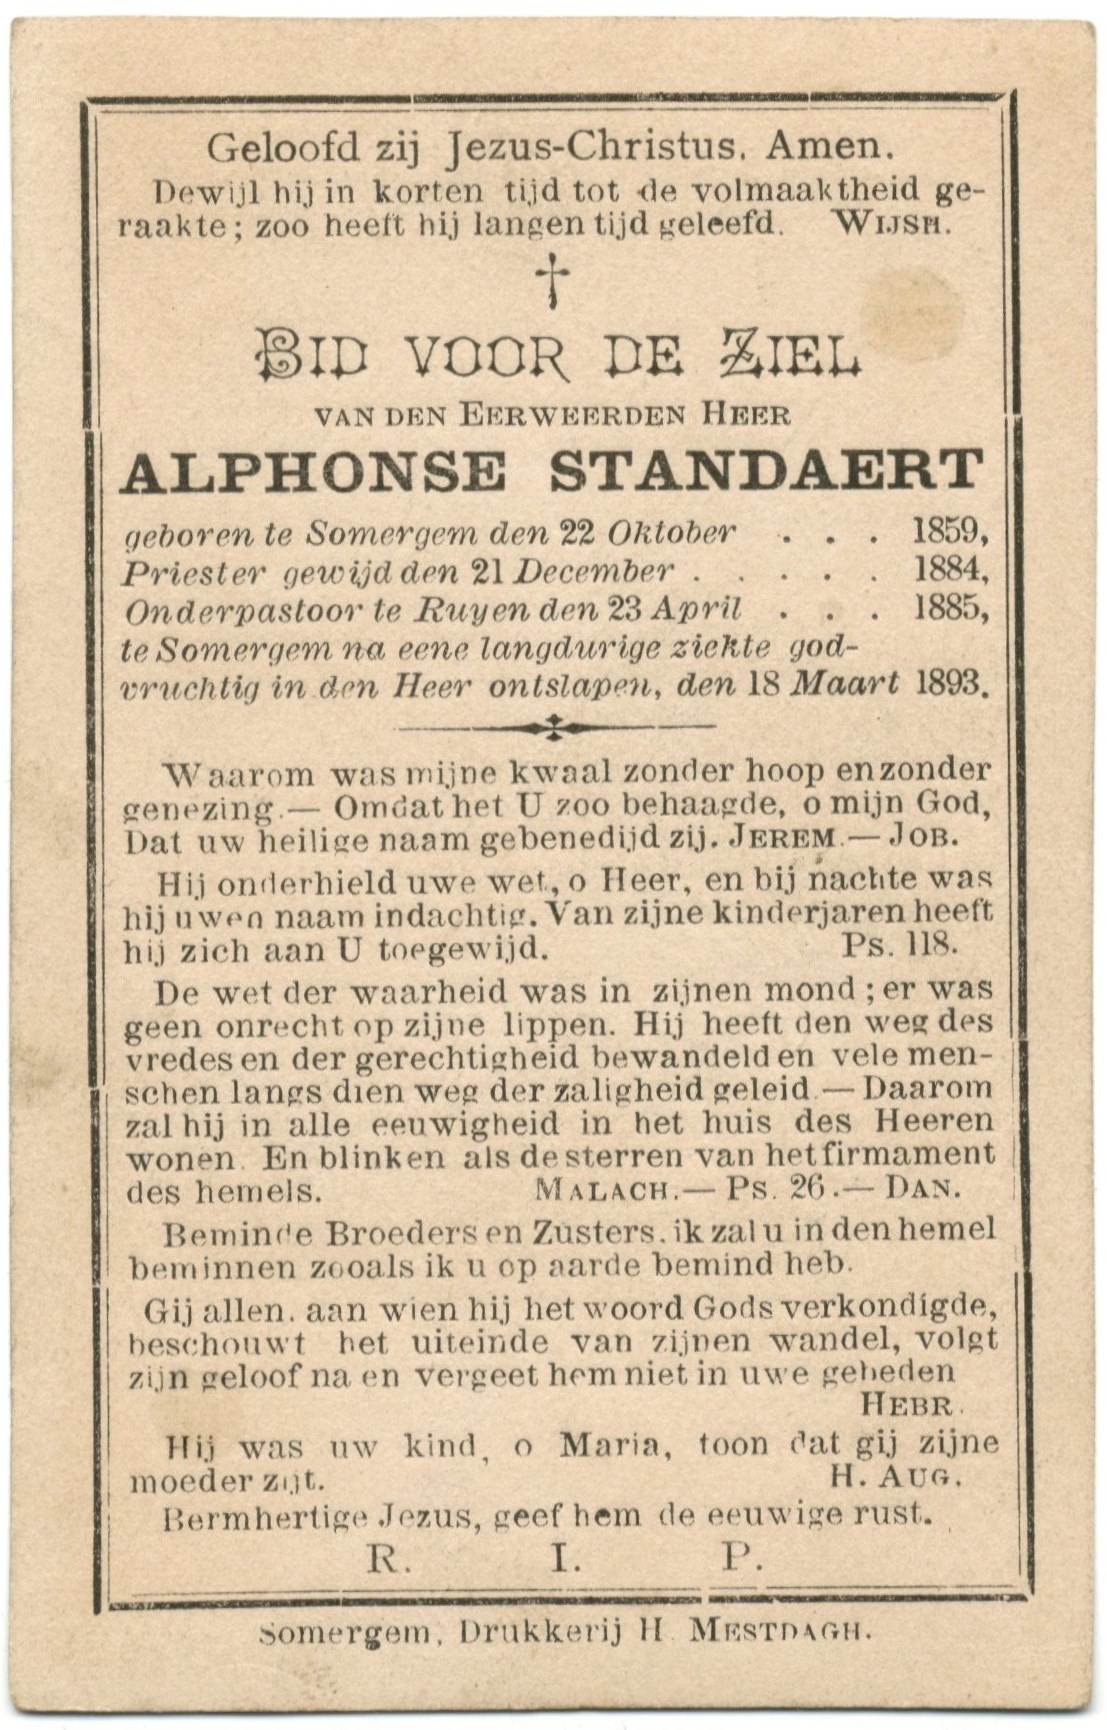 Geloofd zij Jezus-Christus. Amen.
Dewijl hij in korten tijd tot de volmaaktheid ge-
raakte; zoo heeft hij langen tijd geleefd. WIJSH.
†
BID VOOR DE ZIEL
VAN DEN EERWEERDEN HEER
ALPHONSE STANDAERT
geboren te Somergem den 22 Oktober . . . 1859,
Priester gewijd den 21 December . . . . . 1884,
Onderpastoor te Ruyen den 23 April . . . 1885,
te Somergem na eene langdurige ziekte god-
vruchtig in den Heer ontslapen, den 18 Maart 1893.
Waarom was mijne kwaal zonder hoop en zonder
genezing. — Omdat het U zoo behaagde, o mijn God,
Dat uw heilige naam gebenedijd zij. JEREM. — JOB.
Hij onderhield uwe wet, o Heer, en bij nachte was
hij uwen naam indachtig. Van zijne kinderjaren heeft
hij zich aan U toegewijd. Ps. 118.
De wet der waarheid was in zijnen mond; er was
geen onrecht op zijne lippen. Hij heeft den weg des
vredes en der gerechtigheid bewandeld en vele men-
schen langs dien weg der zaligheid geleid. — Daarom
zal hij in alle eeuwigheid in het huis des Heeren
wonen. En blinken als de sterren van het firmament
des hemels. MALACH. — Ps. 26. — DAN.
Beminde Broeders en Zusters. ik zal u in den hemel
beminnen zooals ik u op aarde bemind heb.
Gij allen. aan wien hij het woord Gods verkondigde,
beschouwt het uiteinde van zijnen wandel, volgt
zijn geloof na en vergeet hem niet in uwe gebeden
HEBR.
Hij was uw kind, o Maria, toon dat gij zijne
moeder zijt. H. AUG.
Bermhertige Jezus, geef hem de eeuwige rust.
R. I. P.
Somergem, Drukkerij H. MESTDAGH.